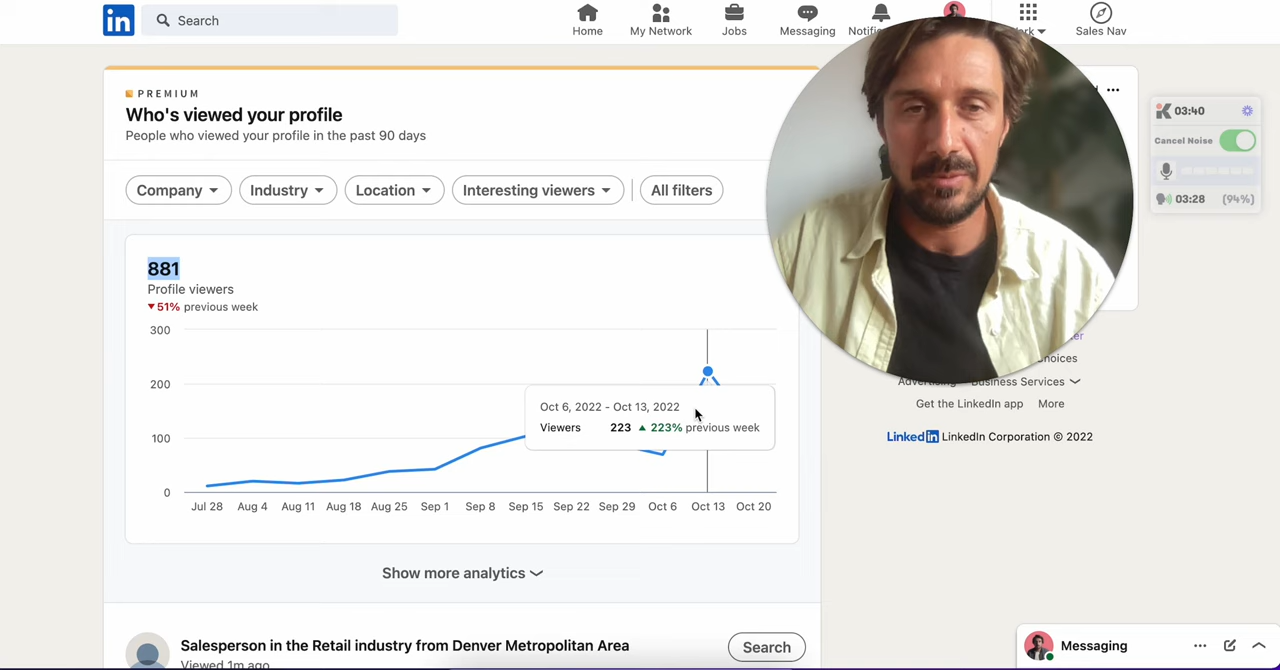 in Search
Home
My Network
Jobs
Messaging
Sales Nav
PREMIUM
Who's viewed your profile
People who viewed your profile in the past 90 days
Company
Industry
Location
Interesting viewers
All filters
03:40
Cancel Noise
03:28 (94%)
881
Profile viewers
51% previous week
300
200
100
0
Oct 6, 2022 - Oct 13, 2022
Viewers 223 223% previous week
Jul 28 Aug 4 Aug 11 Aug 18 Aug 25 Sep 1 Sep 8 Sep 15 Sep 22 Sep 29 Oct 6 Oct 13 Oct 20
Show more analytics
Business Services
Get the LinkedIn app More
LinkedIn LinkedIn Corporation © 2022
Salesperson in the Retail industry from Denver Metropolitan Area
Viewed 1m ago
Search
Messaging